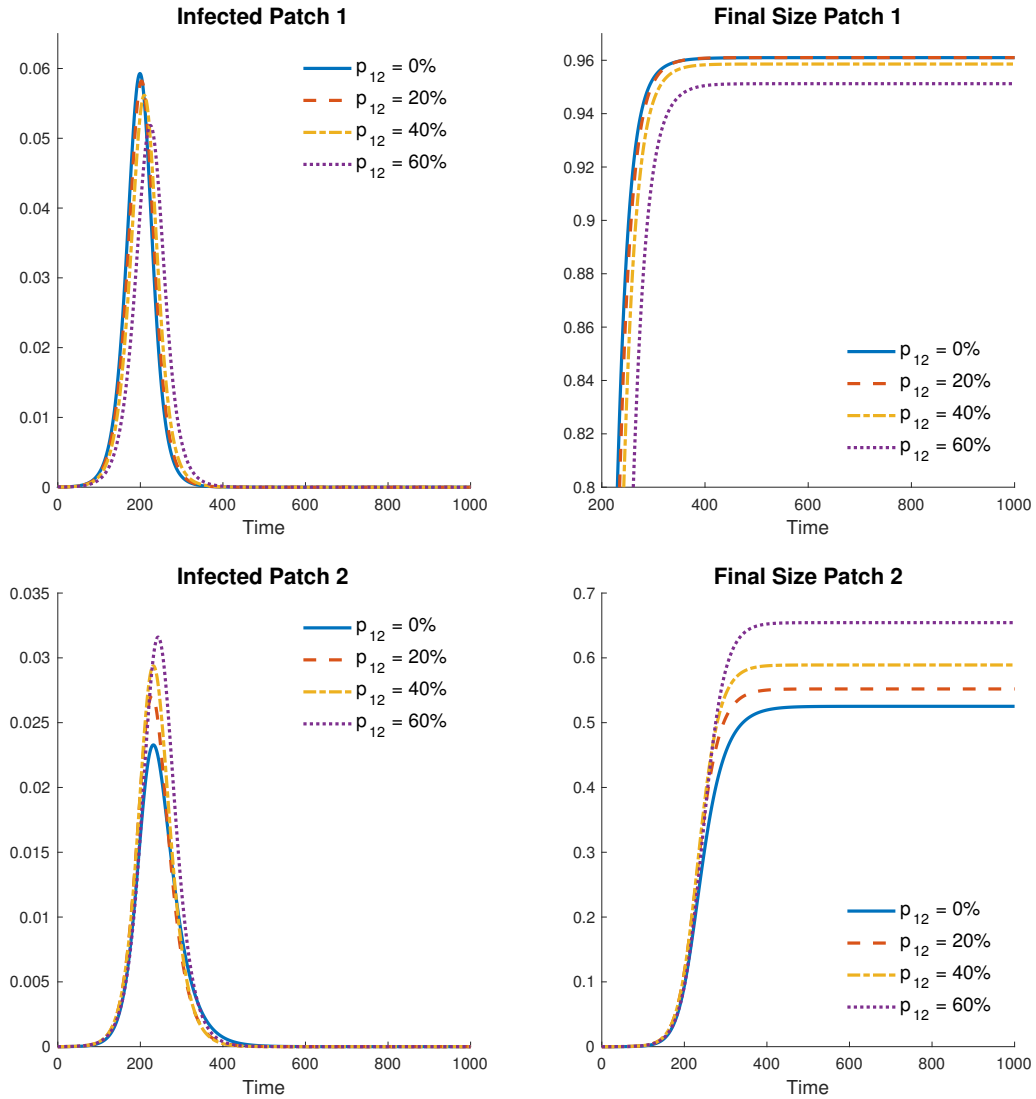 Infected Patch 1
0.06
0.05
0.04
0.03
0.02
0.01
0
0 200 400 600 800 1000
Time
p12 = 0%
p12 = 20%
p12 = 40%
p12 = 60%
Final Size Patch 1
0.96
0.94
0.92
0.9
0.88
0.86
0.84
0.82
0.8
200 400 600 800 1000
Time
p12 = 0%
p12 = 20%
p12 = 40%
p12 = 60%
Infected Patch 2
0.035
0.03
0.025
0.02
0.015
0.01
0.005
0
0 200 400 600 800 1000
Time
p12 = 0%
p12 = 20%
p12 = 40%
p12 = 60%
Final Size Patch 2
0.7
0.6
0.5
0.4
0.3
0.2
0.1
0
0 200 400 600 800 1000
Time
p12 = 0%
p12 = 20%
p12 = 40%
p12 = 60%